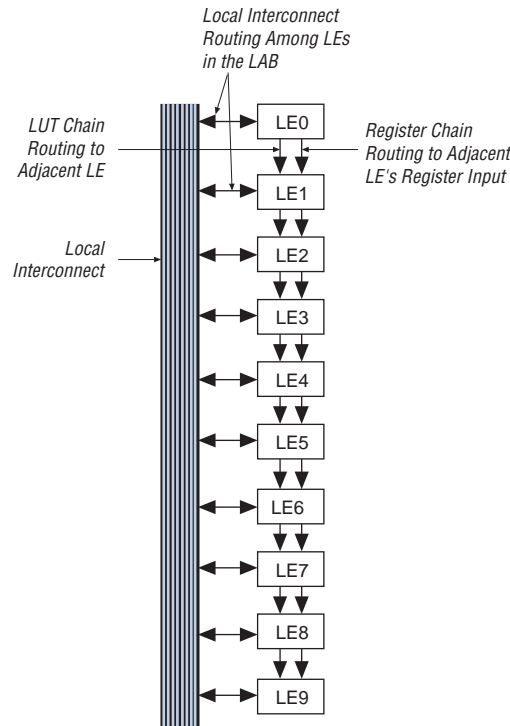 Local Interconnect
Routing Among LEs
in the LAB
LUT Chain
Routing to
Adjacent LE
Register Chain
Routing to Adjacent
LE's Register Input
Local
Interconnect
LE0
LE1
LE2
LE3
LE4
LE5
LE6
LE7
LE8
LE9